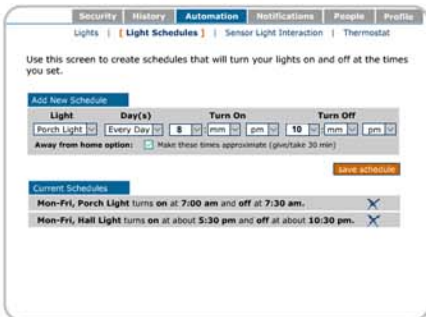 Security History Automation Notifications People Profile
Lights | [ Light Schedules ] | Sensor Light Interaction | Thermostat
Use this screen to create schedules that will turn your lights on and off at the times
you set.
Add New Schedule
Light Day(s) Turn On Turn Off
Porch Light Every Day 8 : mm pm 10 : mm pm
Away from home option: Make these times approximate (give/take 30 min)
save schedule
Current Schedules
Mon-Fri, Porch Light turns on at 7:00 am and off at 7:30 am.
Mon-Fri, Hall Light turns on at about 5:30 pm and off at about 10:30 pm.